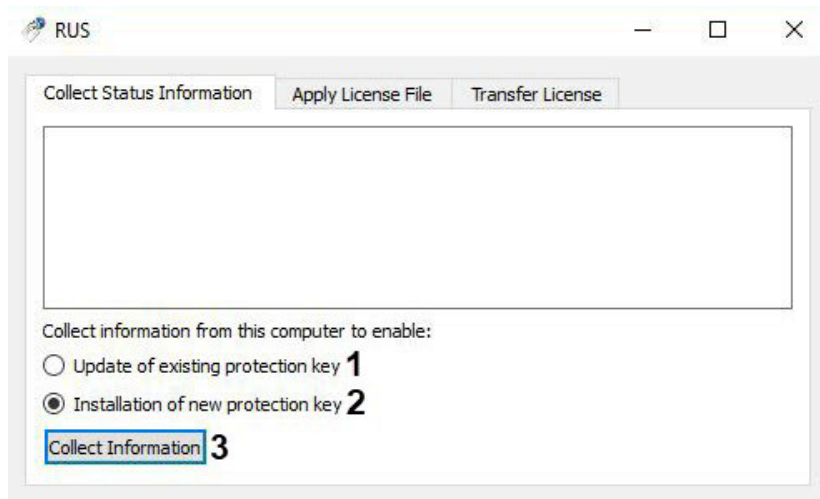 RUS
Collect Status Information Apply License File Transfer License
Collect information from this computer to enable:
Update of existing protection key 1
Installation of new protection key 2
Collect Information 3